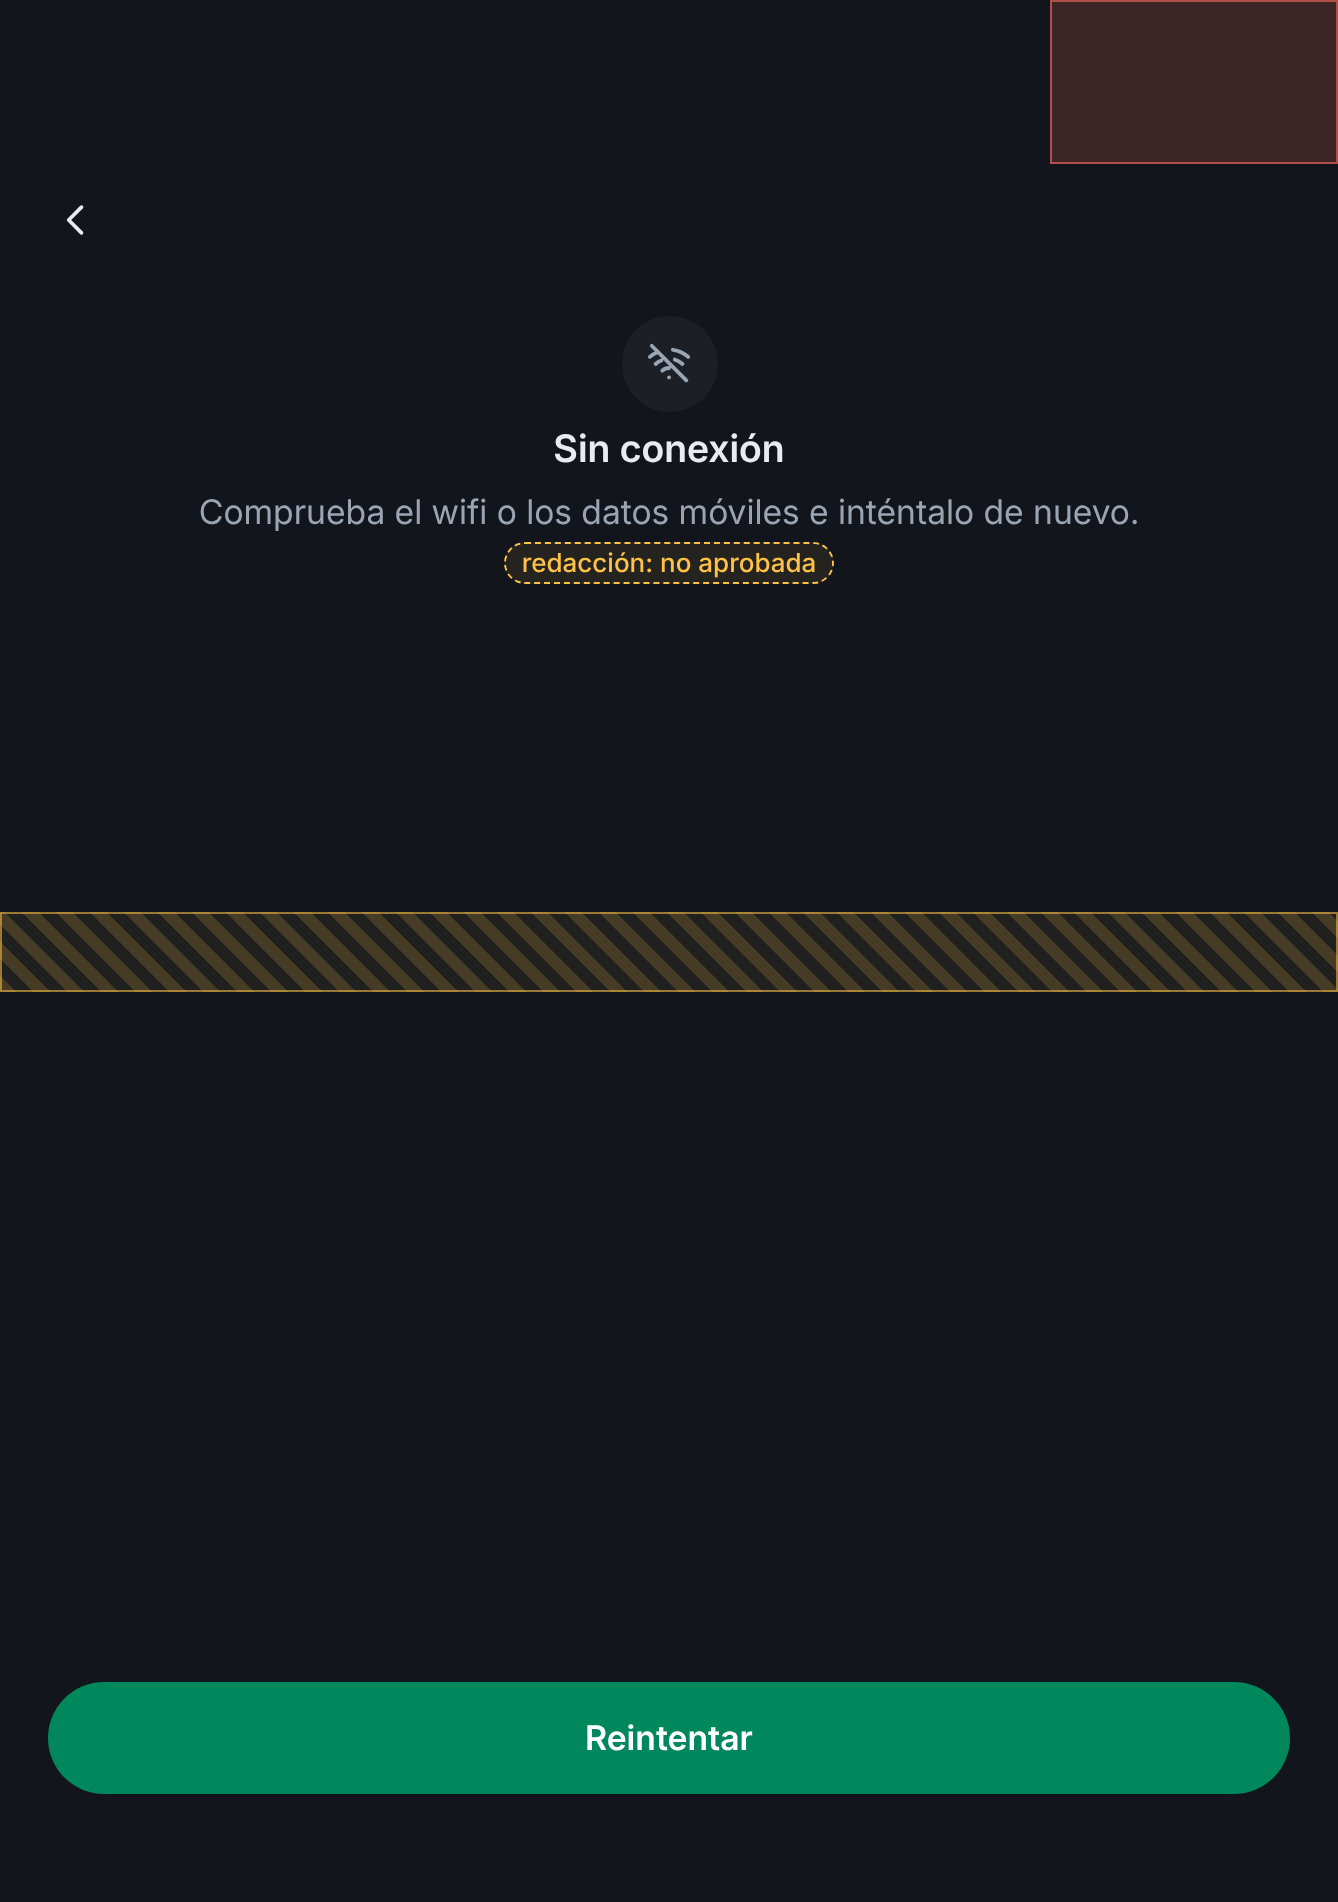 Sin conexión
Comprueba el wifi o los datos móviles e inténtalo de nuevo.
redacción: no aprobada
Reintentar